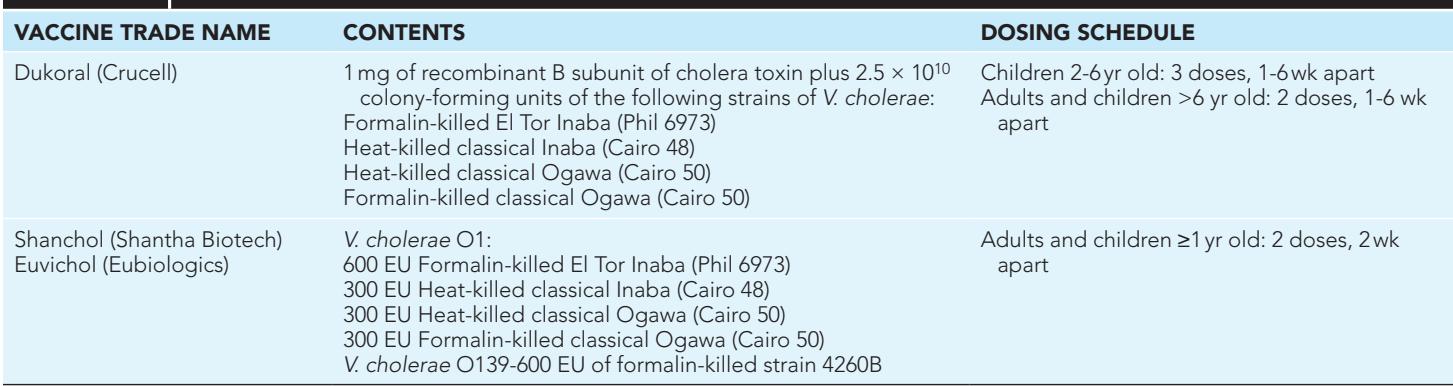 VACCINE TRADE NAME CONTENTS DOSING SCHEDULE
Dukoral (Crucell)
1 mg of recombinant B subunit of cholera toxin plus 2.5 × 10¹⁰
colony-forming units of the following strains of V. cholerae:
Formalin-killed El Tor Inaba (Phil 6973)
Heat-killed classical Inaba (Cairo 48)
Heat-killed classical Ogawa (Cairo 50)
Formalin-killed classical Ogawa (Cairo 50)
Children 2-6 yr old: 3 doses, 1-6 wk apart
Adults and children >6 yr old: 2 doses, 1-6 wk
apart
Shanchol (Shantha Biotech)
Euvichol (Eubiologics)
V. cholerae O1:
600 EU Formalin-killed El Tor Inaba (Phil 6973)
300 EU Heat-killed classical Inaba (Cairo 48)
300 EU Heat-killed classical Ogawa (Cairo 50)
300 EU Formalin-killed classical Ogawa (Cairo 50)
V. cholerae O139-600 EU of formalin-killed strain 4260B
Adults and children ≥1 yr old: 2 doses, 2 wk
apart